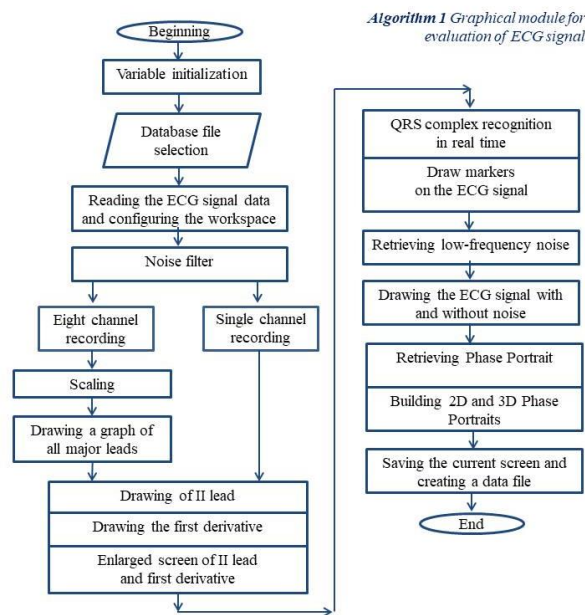 Algorithm 1 Graphical module for
evaluation of ECG signal
Beginning
Variable initialization
Database file
selection
Reading the ECG signal data
and configuring the workspace
Noise filter
Eight channel
recording
Single channel
recording
Scaling
Drawing a graph of
all major leads
Drawing of II lead
Drawing the first derivative
Enlarged screen of II lead
and first derivative
QRS complex recognition
in real time
Draw markers
on the ECG signal
Retrieving low-frequency noise
Drawing the ECG signal with
and without noise
Retrieving Phase Portrait
Building 2D and 3D Phase
Portraits
Saving the current screen and
creating a data file
End